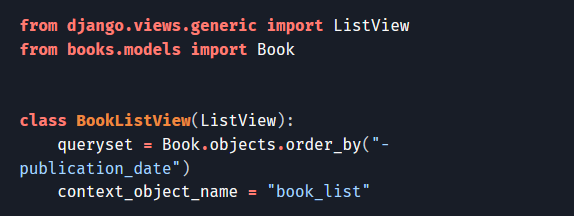 from django.views.generic import ListView
from books.models import Book
class BookListView(ListView):
    queryset = Book.objects.order_by("-
publication_date")
    context_object_name = "book_list"